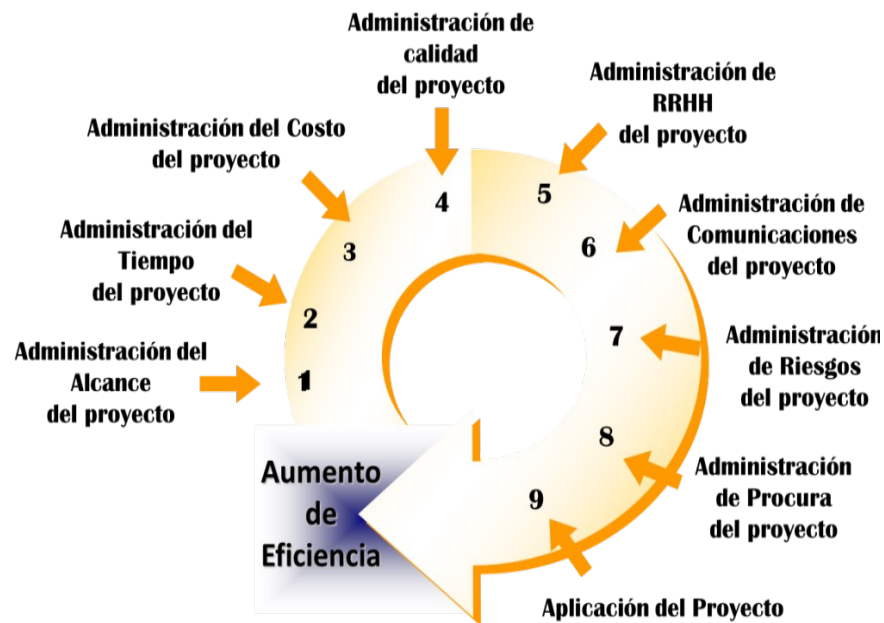 Administración de
calidad
del proyecto
Administración de
RRHH
del proyecto
Administración del Costo
del proyecto
Administración de
Comunicaciones
del proyecto
Administración del
Tiempo
del proyecto
Administración
de Riesgos
del proyecto
Administración del
Alcance
del proyecto
Administración
de Procura
del proyecto
Aplicación del Proyecto
1
2
3
4
5
6
7
8
9
Aumento
de
Eficiencia